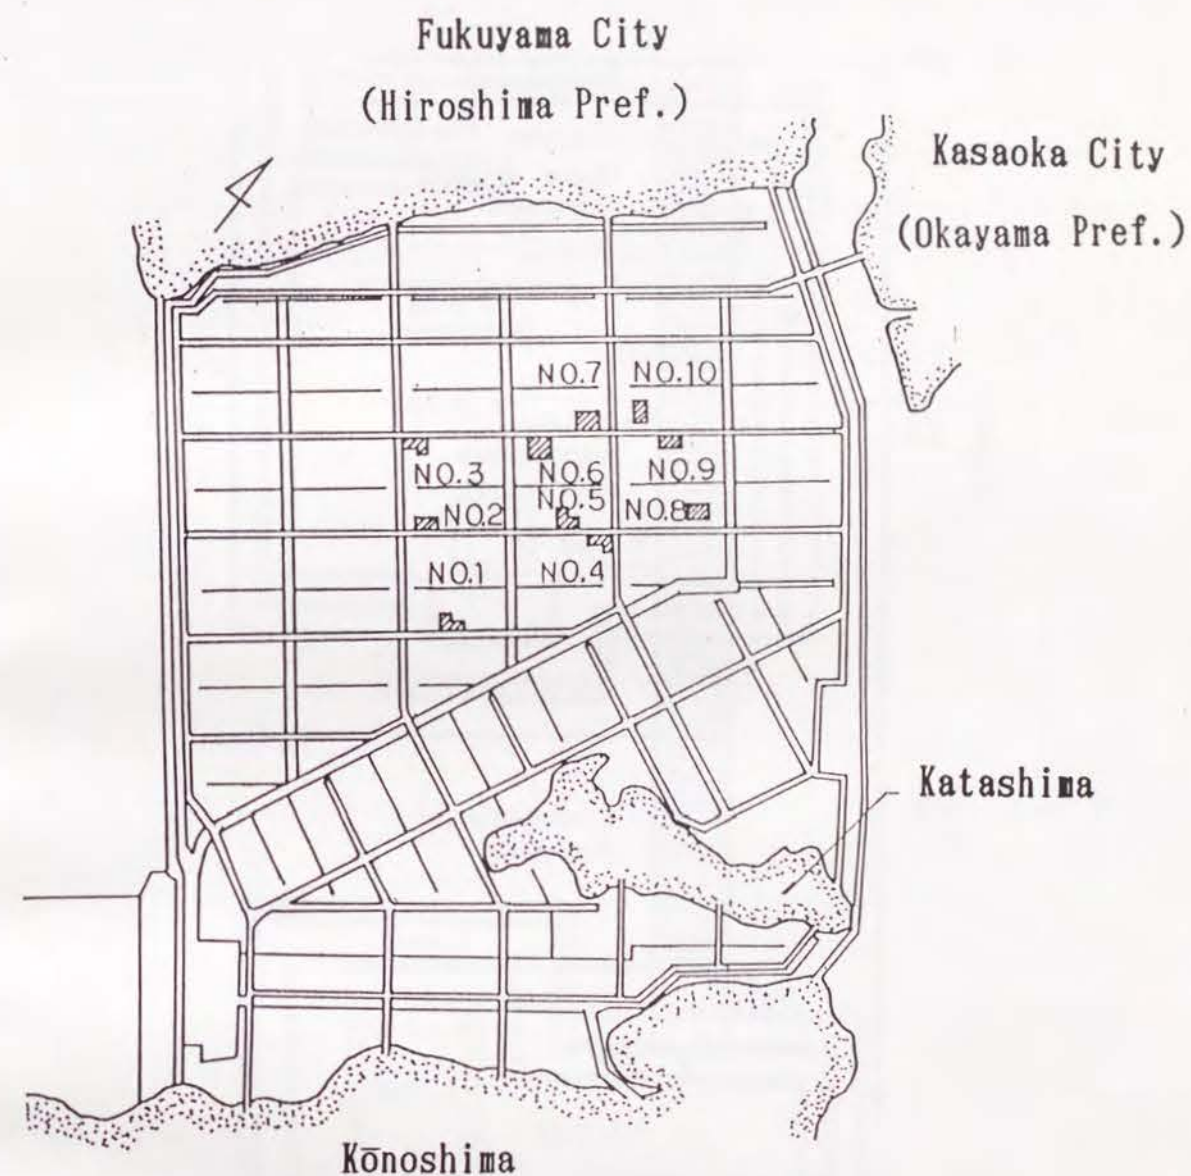 Fukuyama City
(Hiroshima Pref.)
Kasaoka City
(Okayama Pref.)
NO.7
NO.10
NO.3
NO.6
NO.9
NO.2
NO.5
NO.8
NO.1
NO.4
Katashima
Kōnoshima